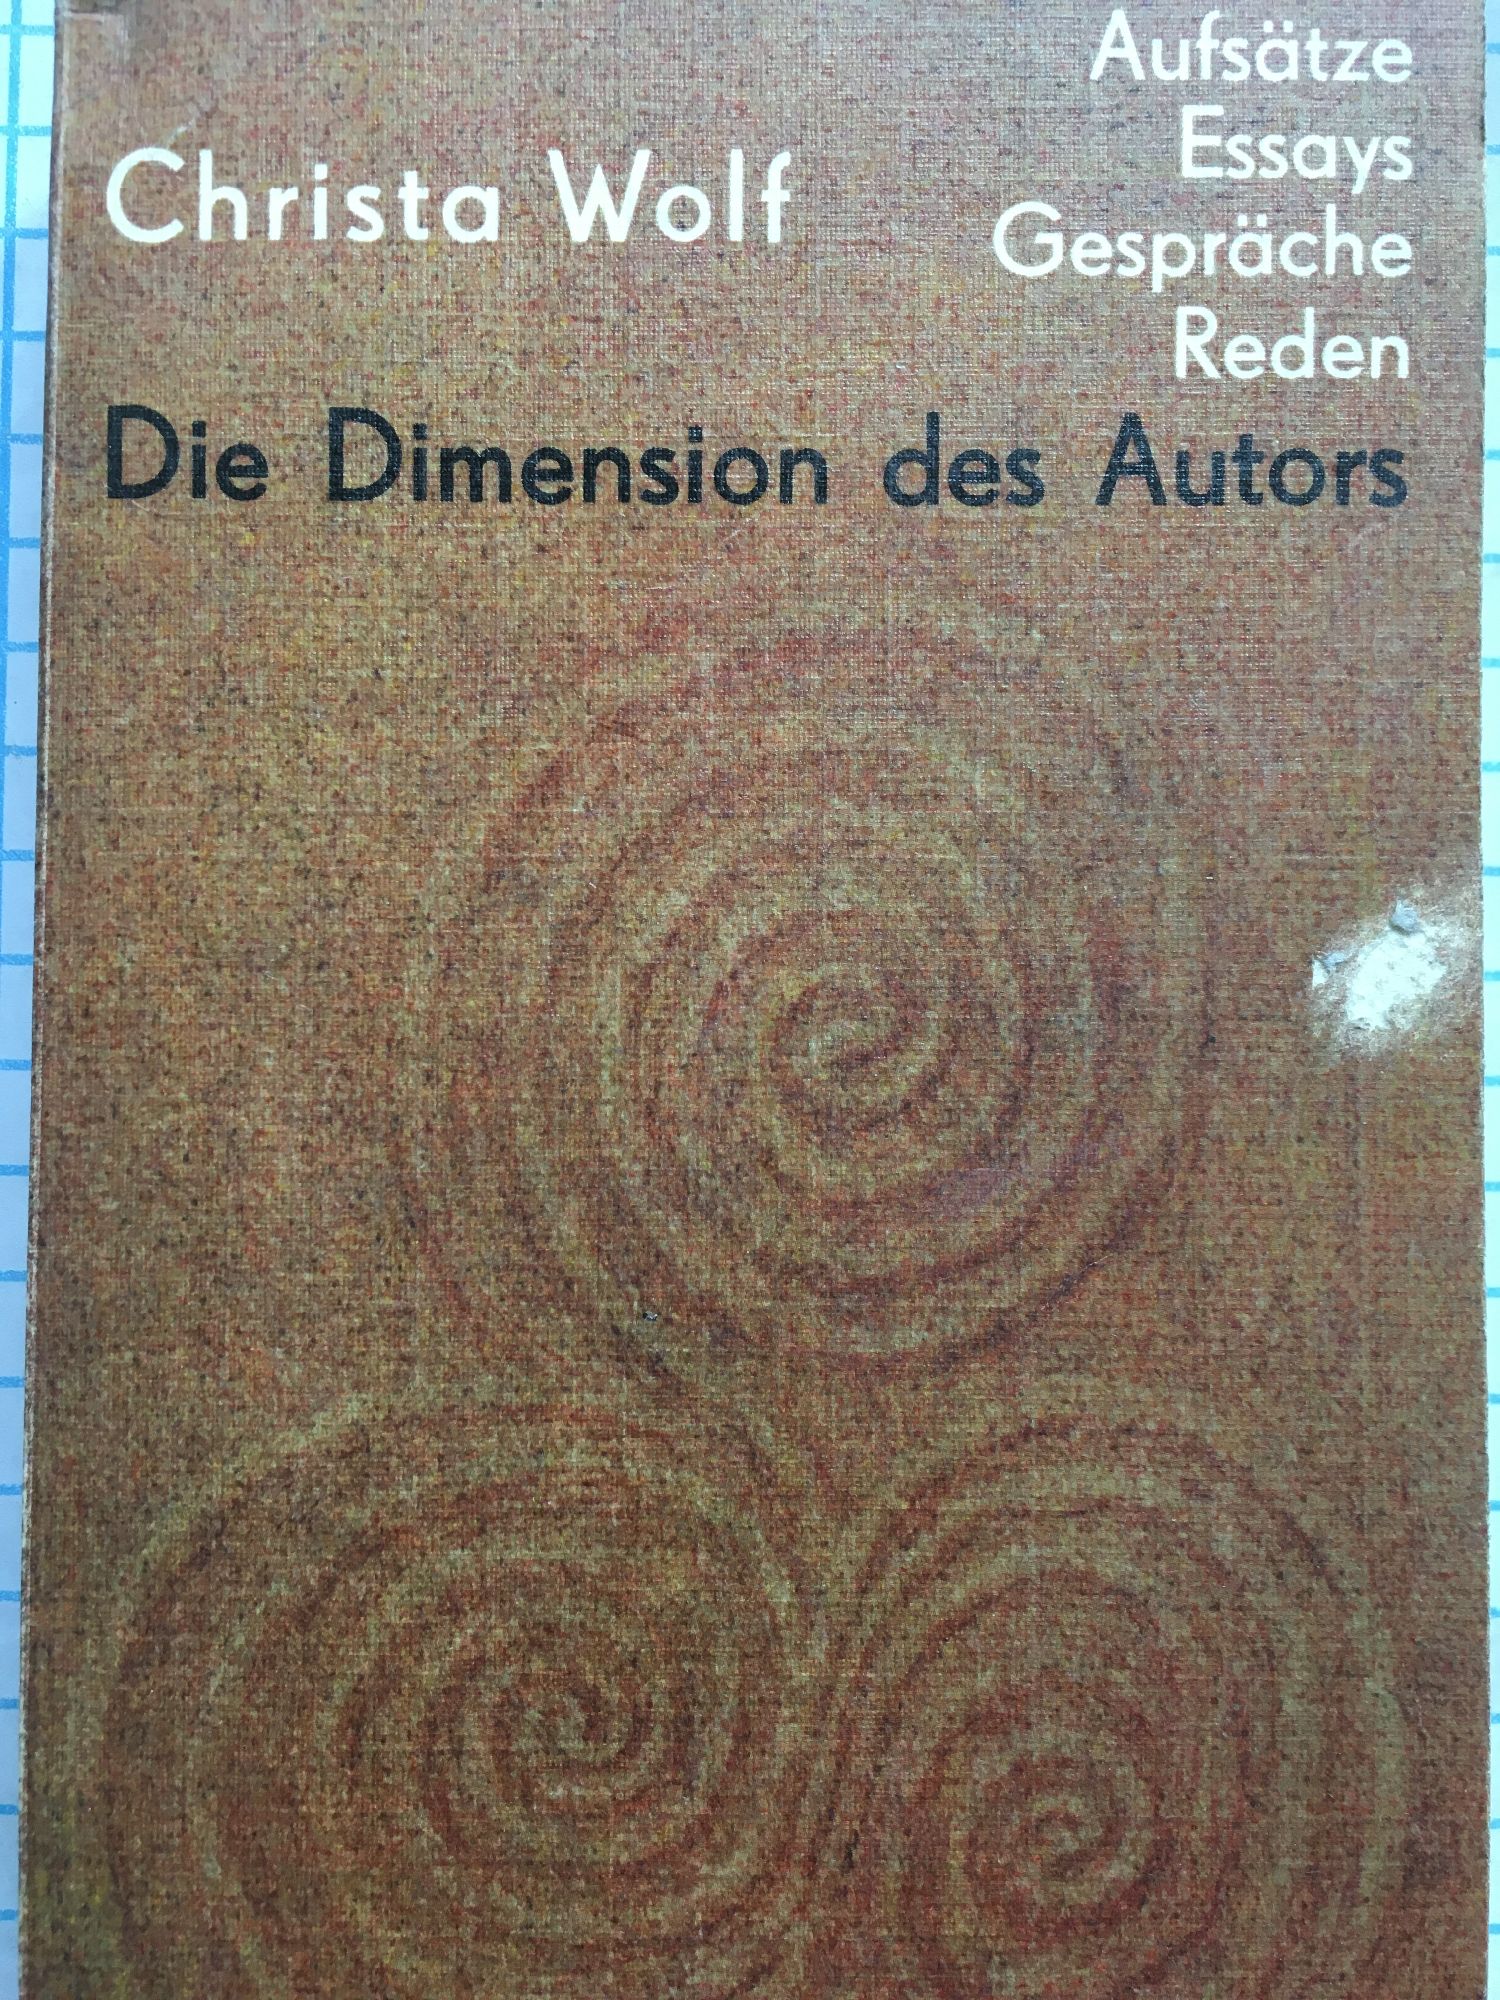 Aufsätze
Essays
Christa Wolf
Gespräche
Reden
Die Dimension des Autors